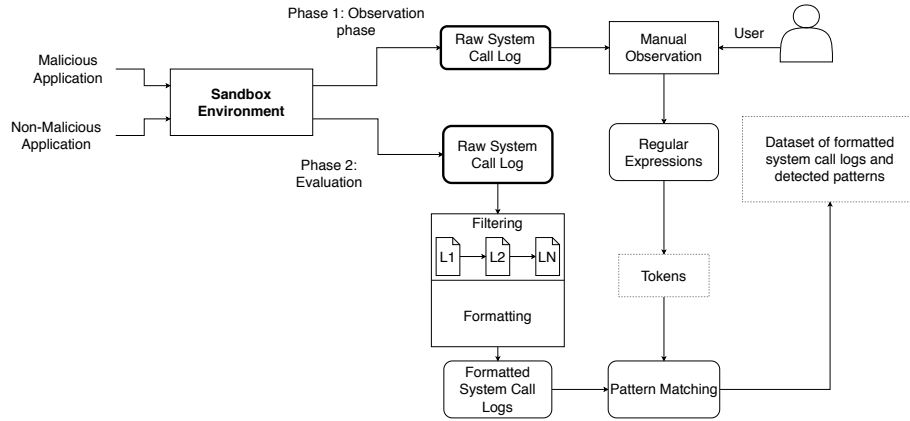 Phase 1: Observation
phase
Malicious
Application
Non-Malicious
Application
Sandbox
Environment
Raw System
Call Log
Manual
Observation
User
Phase 2:
Evaluation
Raw System
Call Log
Regular
Expressions
Dataset of formatted
system call logs and
detected patterns
Filtering
L1
L2
LN
Formatting
Tokens
Formatted
System Call
Logs
Pattern Matching